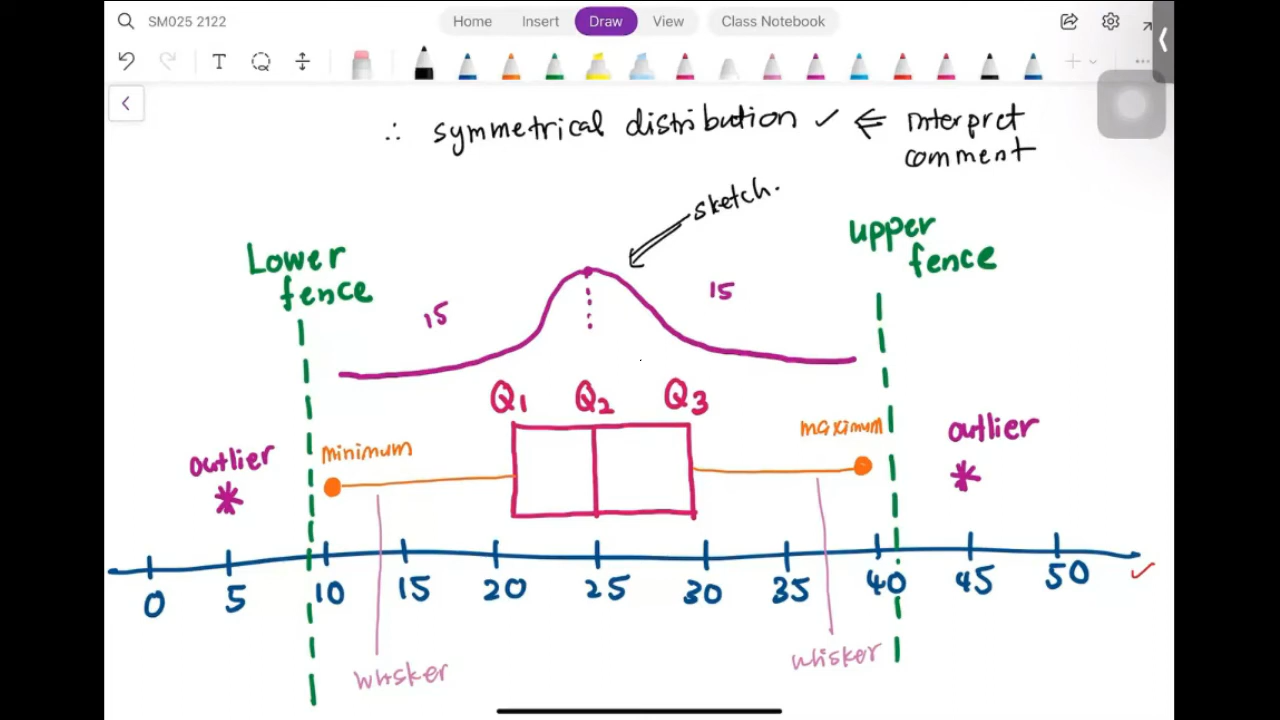 SM025 2122
Home Insert Draw View Class Notebook
T
∴ symmetrical distribution ✓ ⇐ interpret
comment
sketch.
Lower
fence
upper
fence
15
15
Q1 Q2 Q3
outlier
minimum
maximum
outlier
0 5 10 15 20 25 30 35 40 45 50
whsker
whisker